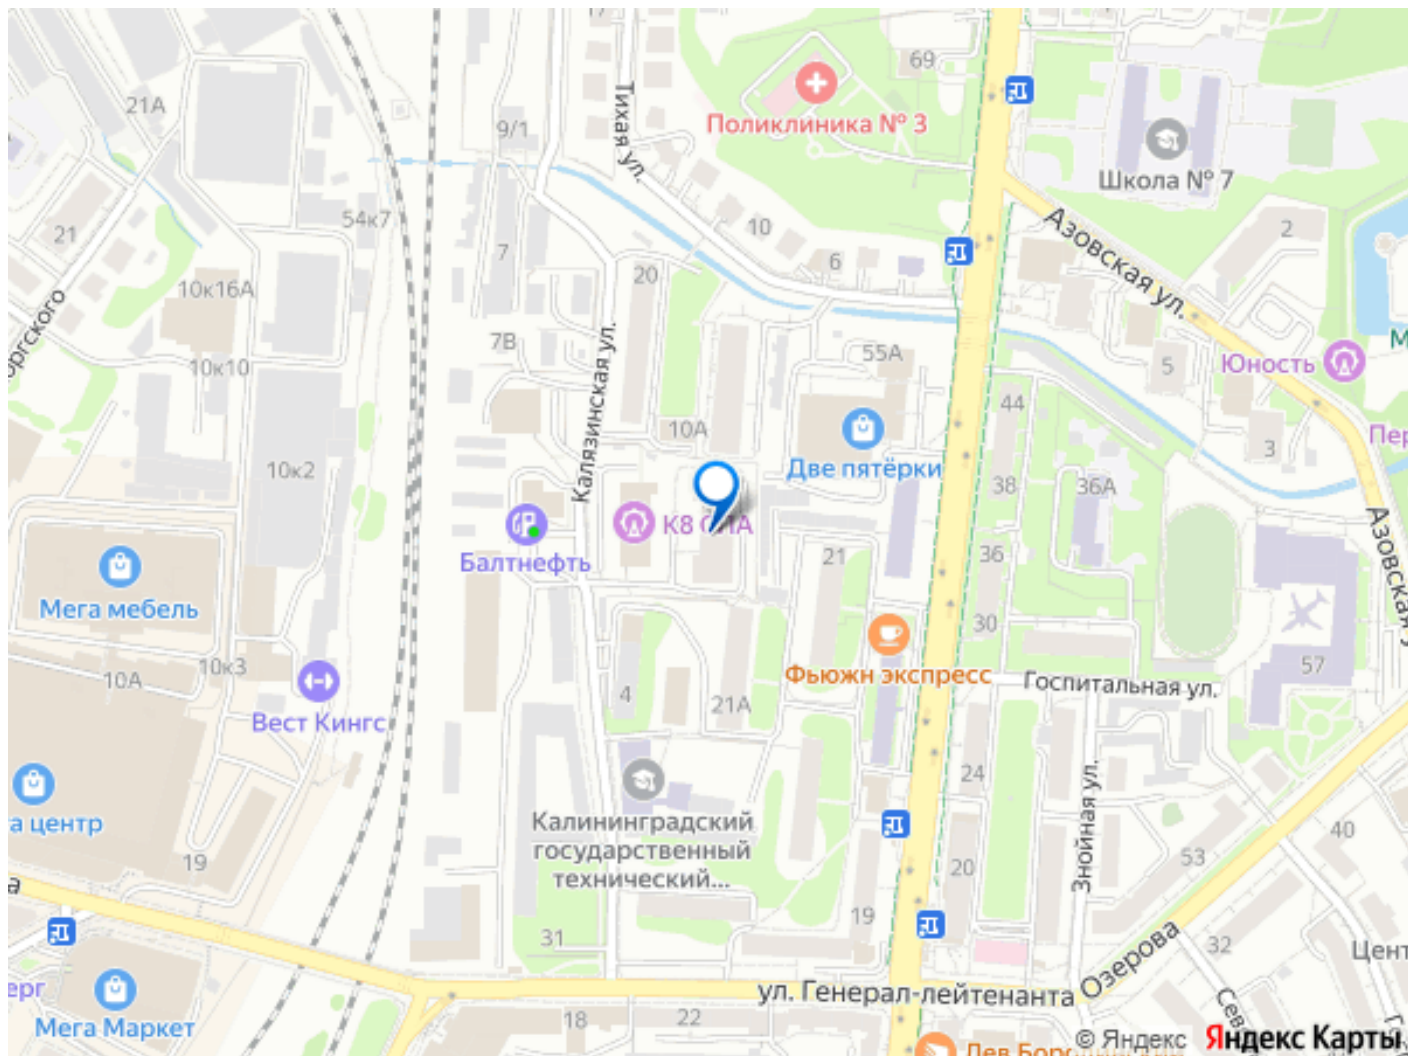 17
69
21А
9/1
Тихая ул.
Поликлиника № 3
Школа № 7
54к7
21
7
10
6
2
Азовская ул.
10к16А
20
7В
10к10
Калязинская ул.
55А
5
Юность
44
10А
Две пятёрки
3
10к2
38
36А
К8
Балтнефть
21
36
Азовская
Мега мебель
30
57
10А
10к3
Вест Кингс
4
21А
Фьюжн экспресс
Госпитальная ул.
24
Знойная ул.
Калининградский
государственный
технический...
19
40
53
20
31
19
32
ул. Генерал-лейтенанта
Озерова
Мега Маркет
18
22
© Яндекс
Яндекс Карты